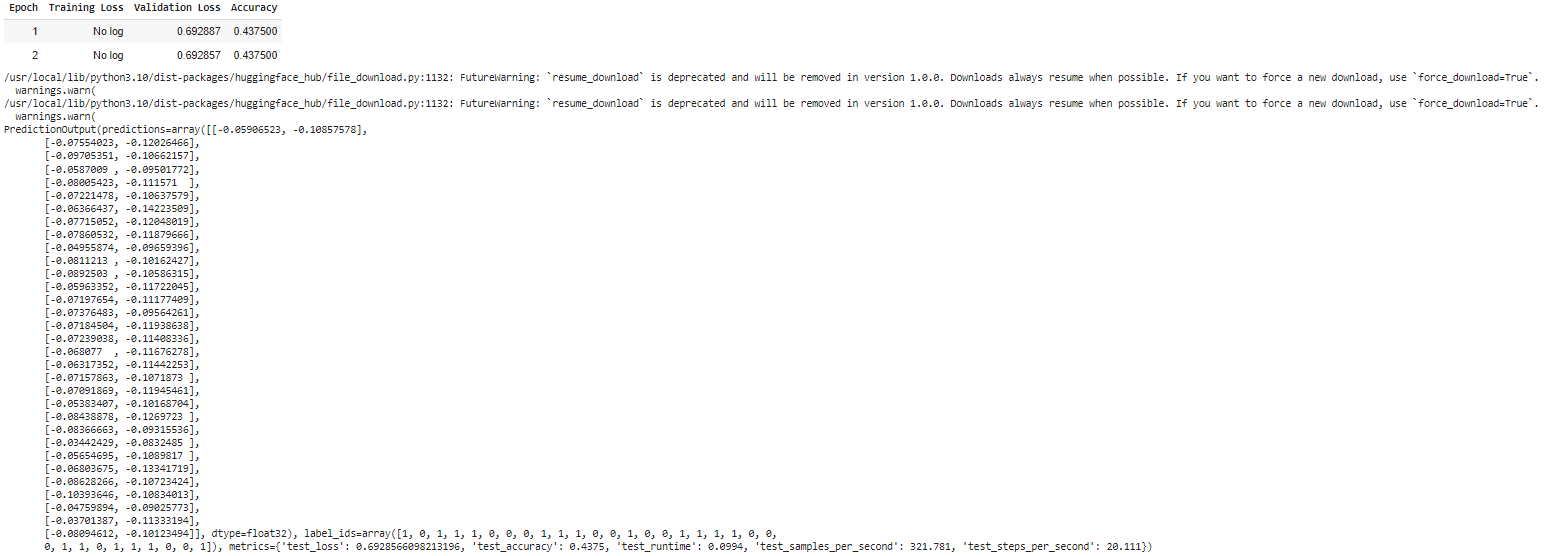 Epoch Training Loss Validation Loss Accuracy
1 No log 0.692887 0.437500
2 No log 0.692857 0.437500
/usr/local/lib/python3.10/dist-packages/huggingface_hub/file_download.py:1132: FutureWarning: `resume_download` is deprecated and will be removed in version 1.0.0. Downloads always resume when possible. If you want to force a new download, use `force_download=True`.
  warnings.warn(
/usr/local/lib/python3.10/dist-packages/huggingface_hub/file_download.py:1132: FutureWarning: `resume_download` is deprecated and will be removed in version 1.0.0. Downloads always resume when possible. If you want to force a new download, use `force_download=True`.
  warnings.warn(
PredictionOutput(predictions=array([[-0.05906523, -0.10857578],
       [-0.07554023, -0.12026466],
       [-0.09705351, -0.10662157],
       [-0.0587009 , -0.09501772],
       [-0.08005423, -0.111571  ],
       [-0.07221478, -0.10637579],
       [-0.06366437, -0.14223509],
       [-0.07715052, -0.12048019],
       [-0.07860532, -0.11879666],
       [-0.04955874, -0.09659396],
       [-0.0811213 , -0.10162427],
       [-0.0892503 , -0.10586315],
       [-0.05963352, -0.11722045],
       [-0.07197654, -0.11177409],
       [-0.07376483, -0.09564261],
       [-0.07184504, -0.11938638],
       [-0.07239038, -0.11408336],
       [-0.068077  , -0.11676278],
       [-0.06317352, -0.11442253],
       [-0.07157863, -0.1071873 ],
       [-0.07091869, -0.11945461],
       [-0.05383407, -0.10168704],
       [-0.08438878, -0.1269723 ],
       [-0.08366663, -0.09315536],
       [-0.03442429, -0.0832485 ],
       [-0.05654695, -0.1089817 ],
       [-0.06803675, -0.13341719],
       [-0.08628266, -0.10723424],
       [-0.10393646, -0.10834013],
       [-0.04759894, -0.09025773],
       [-0.03701387, -0.11333194],
       [-0.08094612, -0.10123494]], dtype=float32), label_ids=array([1, 0, 1, 1, 1, 0, 0, 0, 1, 1, 1, 0, 0, 1, 0, 0, 1, 1, 1, 1, 0, 0,
       0, 1, 1, 0, 1, 1, 1, 0, 0, 1]), metrics={'test_loss': 0.6928566098213196, 'test_accuracy': 0.4375, 'test_runtime': 0.0994, 'test_samples_per_second': 321.781, 'test_steps_per_second': 20.111})